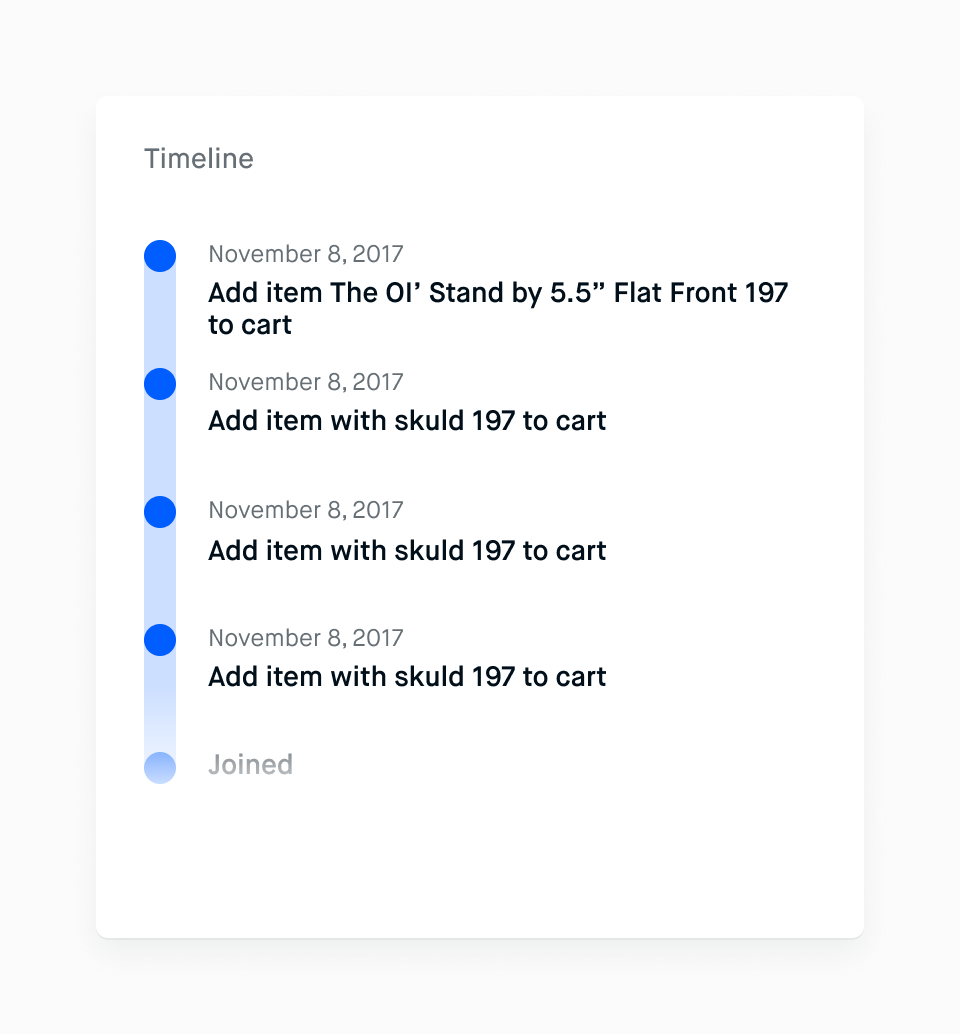 Timeline
November 8, 2017
Add item The Ol’ Stand by 5.5” Flat Front 197
to cart
November 8, 2017
Add item with skuld 197 to cart
November 8, 2017
Add item with skuld 197 to cart
November 8, 2017
Add item with skuld 197 to cart
Joined